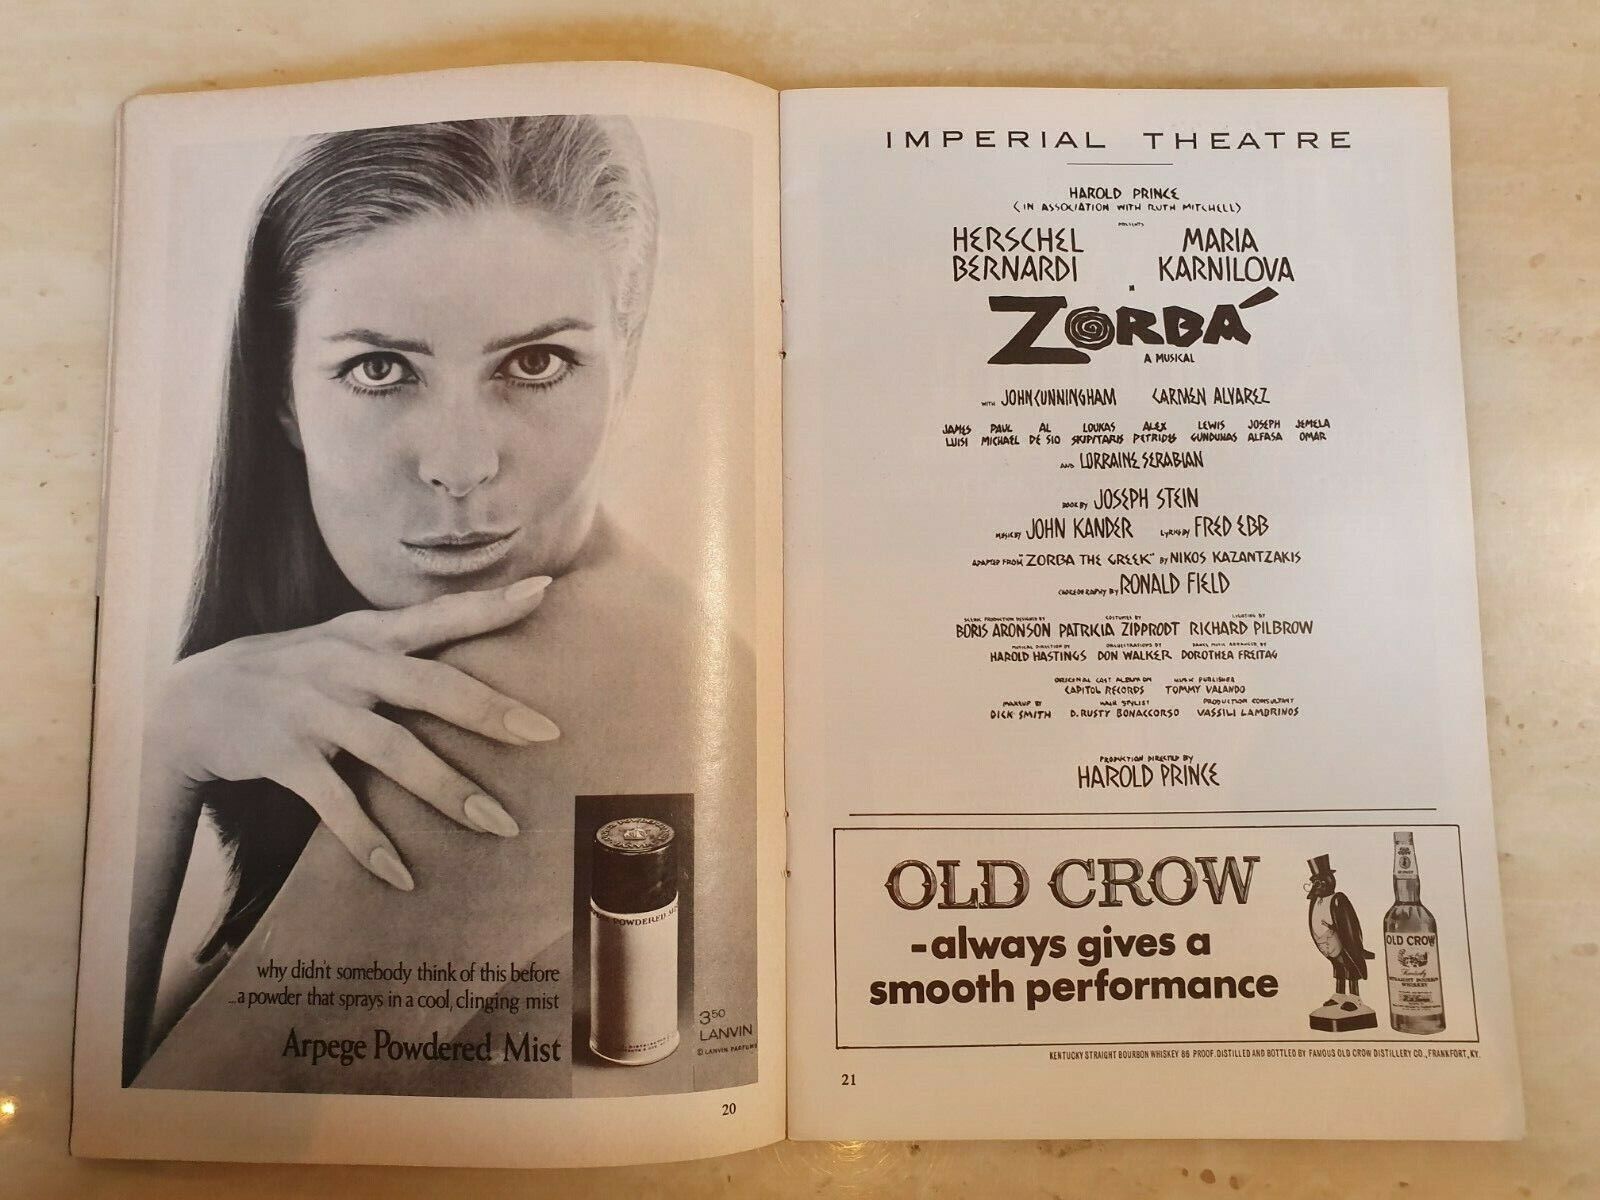 why didn't somebody think of this before
...a powder that sprays in a cool, clinging mist
Arpege Powdered Mist
POWDERED
3 50
LANVIN
© LANVIN PARFUMS
20
IMPERIAL THEATRE
HAROLD PRINCE
(IN ASSOCIATION WITH RUTH MITCHELL)
PRESENTS
HERSCHEL MARIA
BERNARDI KARNILOVA
IN
ZORBÁ
A MUSICAL
WITH JOHN CUNNINGHAM CARMEN ALVAREZ
JAMES PAUL AL LOUKAS ALEX LEWIS JOSEPH JEMELA
LUISI MICHAEL DE SIO SKIPITARIS PETRIDES GUNDUNAS ALFASA OMAR
AND LORRAINE SERABIAN
BOOK BY JOSEPH STEIN
MUSIC BY JOHN KANDER LYRICS BY FRED EBB
ADAPTED FROM "ZORBA THE GREEK" BY NIKOS KAZANTZAKIS
CHOREOGRAPHY BY RONALD FIELD
SCENIC PRODUCTION DESIGNED BY COSTUMES BY LIGHTING BY
BORIS ARONSON PATRICIA ZIPPRODT RICHARD PILBROW
MUSICAL DIRECTION BY ORCHESTRATIONS BY DANCE MUSIC ARRANGED BY
HAROLD HASTINGS DON WALKER DOROTHEA FREITAG
ORIGINAL CAST ALBUM ON MUSIC PUBLISHER
CAPITOL RECORDS TOMMY VALANDO
MAKEUP BY HAIR STYLIST PRODUCTION CONSULTANT
DICK SMITH D. RUSTY BONACCORSO VASSILI LAMBRINOS
PRODUCTION DIRECTED BY
HAROLD PRINCE
OLD CROW
-always gives a
smooth performance
OLD CROW
Kentucky
STRAIGHT BOURBON
WHISKEY
KENTUCKY STRAIGHT BOURBON WHISKEY 86 PROOF. DISTILLED AND BOTTLED BY FAMOUS OLD CROW DISTILLERY CO., FRANKFORT, KY.
21